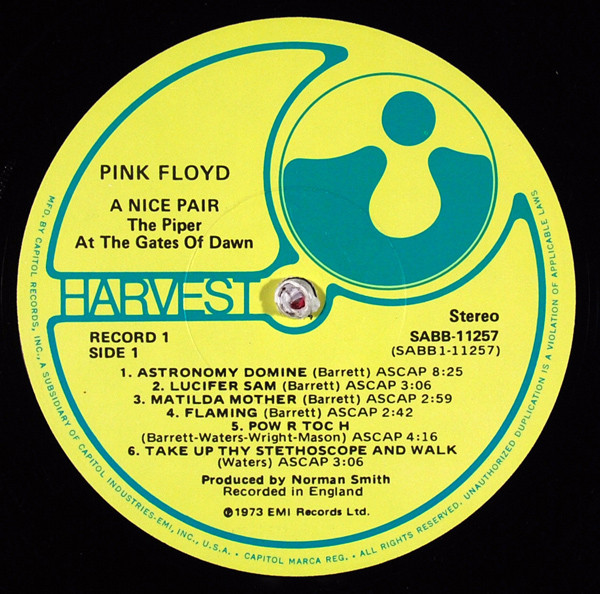 PINK FLOYD
A NICE PAIR
The Piper
At The Gates Of Dawn
HARVEST
RECORD 1
SIDE 1
Stereo
SABB-11257
(SABB 1-11257)
1. ASTRONOMY DOMINE (Barrett) ASCAP 8:25
2. LUCIFER SAM (Barrett) ASCAP 3:06
3. MATILDA MOTHER (Barrett) ASCAP 2:59
4. FLAMING (Barrett) ASCAP 2:42
5. POW R TOC H
(Barrett-Waters-Wright-Mason) ASCAP 4:16
6. TAKE UP THY STETHOSCOPE AND WALK
(Waters) ASCAP 3:06
Produced by Norman Smith
Recorded in England
℗1973 EMI Records Ltd.
MFD. BY CAPITOL RECORDS, INC., A SUBSIDIARY OF CAPITOL INDUSTRIES-EMI, INC., U.S.A. • CAPITOL MARCA REG. • ALL RIGHTS RESERVED. UNAUTHORIZED DUPLICATION IS A VIOLATION OF APPLICABLE LAWS